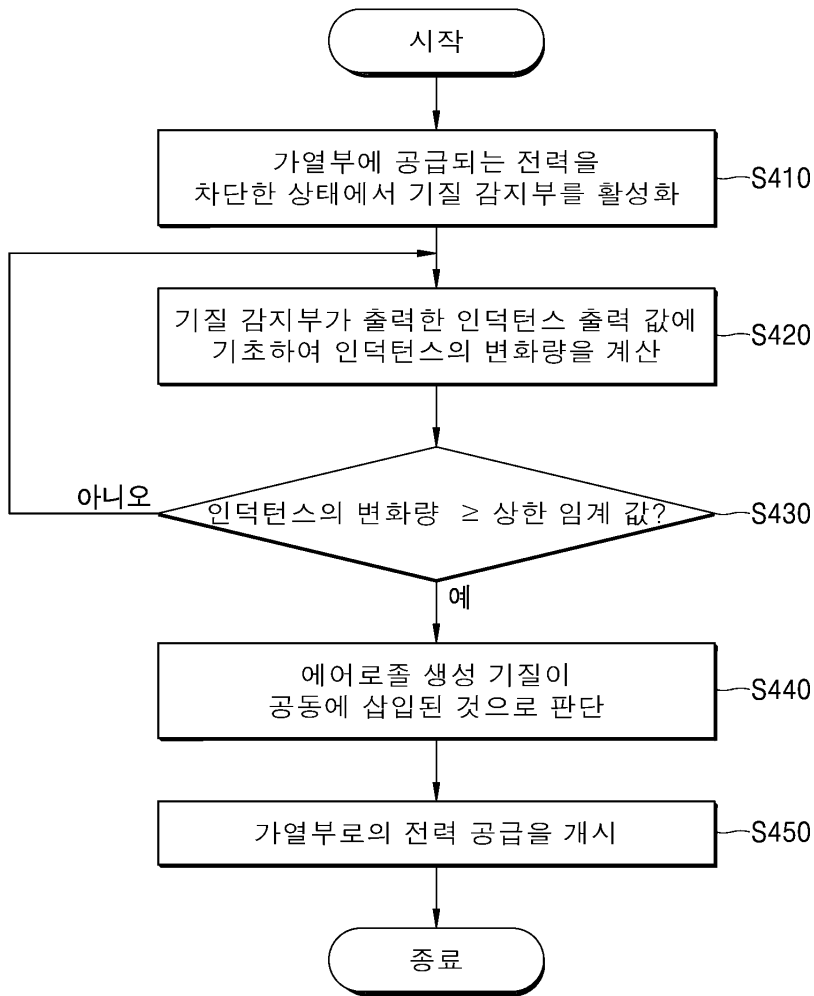 시작
가열부에 공급되는 전력을
차단한 상태에서 기질 감지부를 활성화
S410
기질 감지부가 출력한 인덕턴스 출력 값에
기초하여 인덕턴스의 변화량을 계산
S420
아니오
인덕턴스의 변화량 ≥ 상한 임계 값?
S430
예
에어로졸 생성 기질이
공동에 삽입된 것으로 판단
S440
가열부로의 전력 공급을 개시
S450
종료